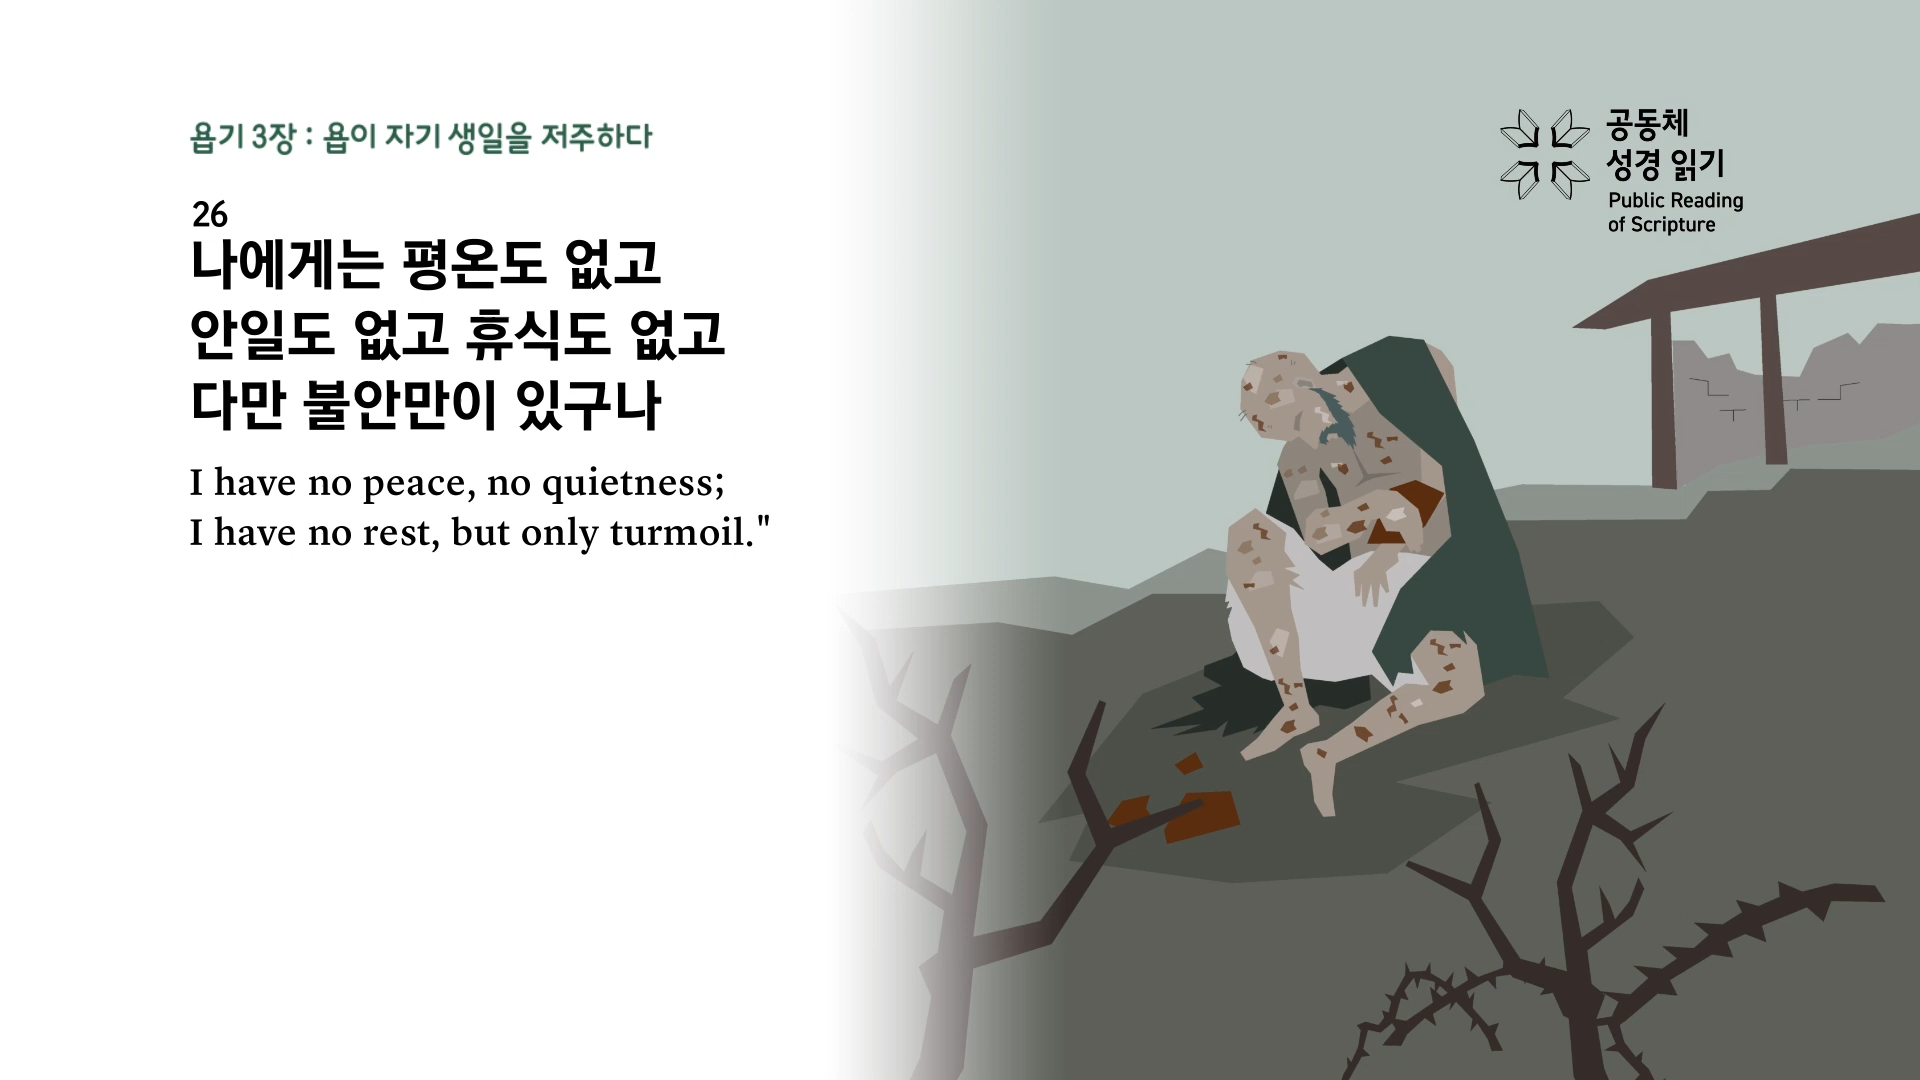 욥기 3장 : 욥이 자기 생일을 저주하다
26
나에게는 평온도 없고
안일도 없고 휴식도 없고
다만 불안만이 있구나
I have no peace, no quietness;
I have no rest, but only turmoil."
공동체
성경 읽기
Public Reading
of Scripture